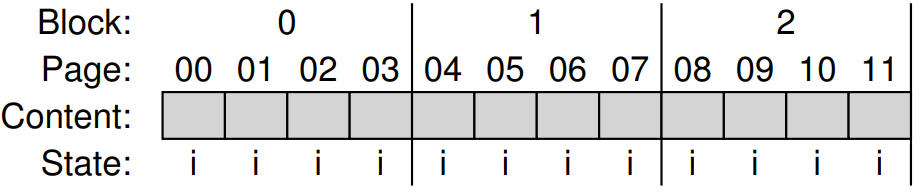 Block: 0 1 2
Page: 00 01 02 03 04 05 06 07 08 09 10 11
Content:
State: i i i i i i i i i i i i